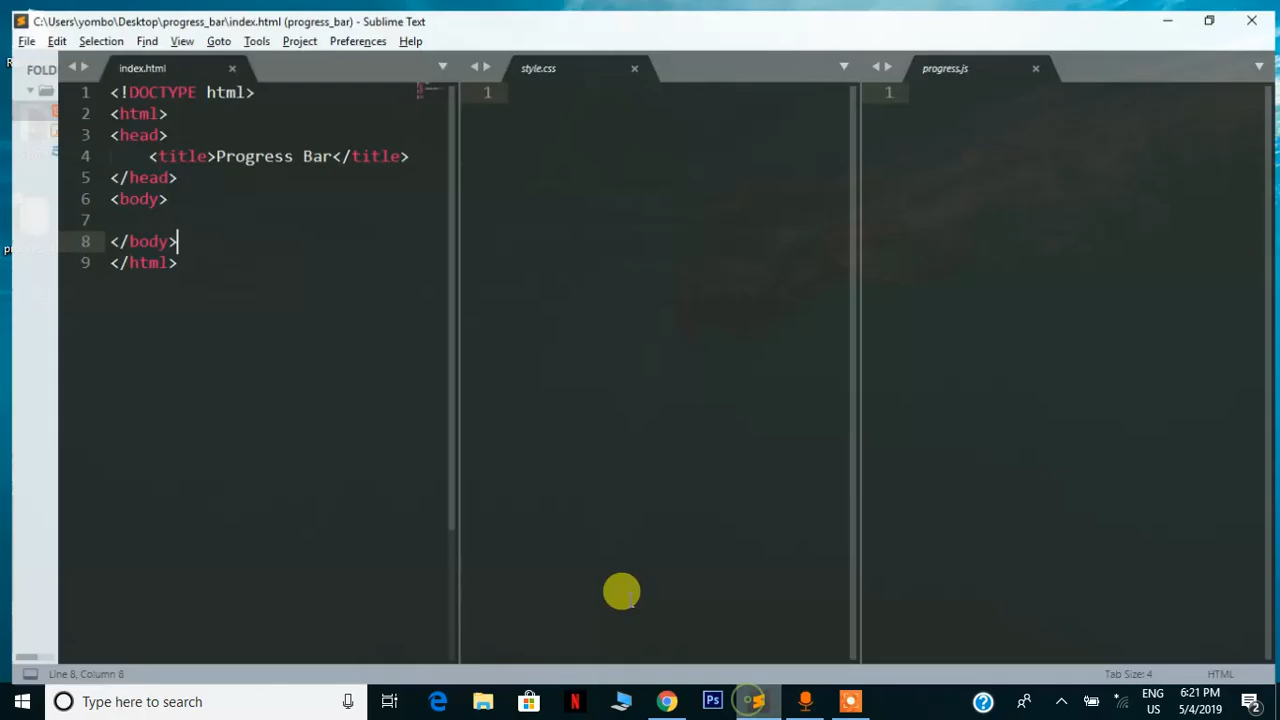 C:\Users\yombo\Desktop\progress_bar\index.html (progress_bar) - Sublime Text
File Edit Selection Find View Goto Tools Project Preferences Help
FOLD
index.html
style.css
progress.js
1 <!DOCTYPE html>
2 <html>
3 <head>
4 <title>Progress Bar</title>
5 </head>
6 <body>
7
8 </body>
9 </html>
1
1
Line 8, Column 8
Tab Size: 4
HTML
Type here to search
Ps
ENG
US
6:21 PM
5/4/2019
2